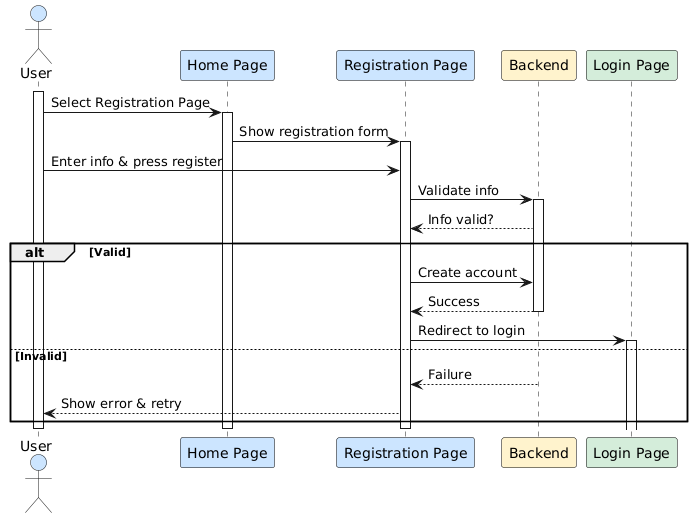 User
Home Page Registration Page Backend Login Page
Select Registration Page
Show registration form
Enter info & press register
Validate info
Info valid?
alt [Valid]
Create account
Success
Redirect to login
[Invalid]
Failure
Show error & retry
User
Home Page Registration Page Backend Login Page